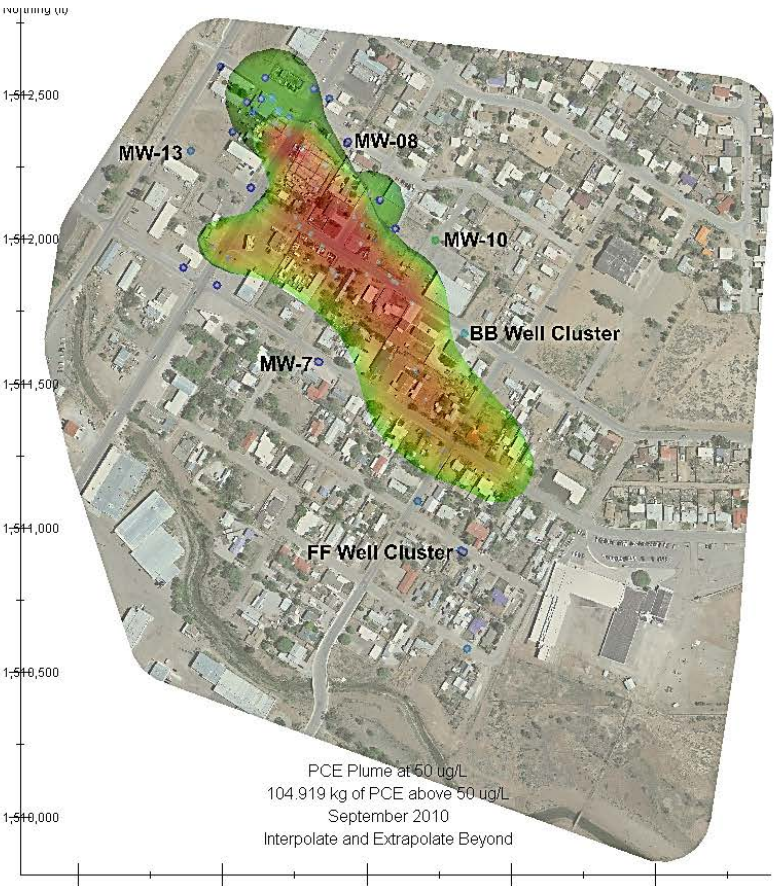 Northing (ft)
1,512,500
MW-08
MW-13
1,512,000
MW-10
BB Well Cluster
MW-7
1,511,500
1,511,000
FF Well Cluster
1,510,500
PCE Plume at 50 ug/L
104.919 kg of PCE above 50 ug/L
1,510,000
September 2010
Interpolate and Extrapolate Beyond